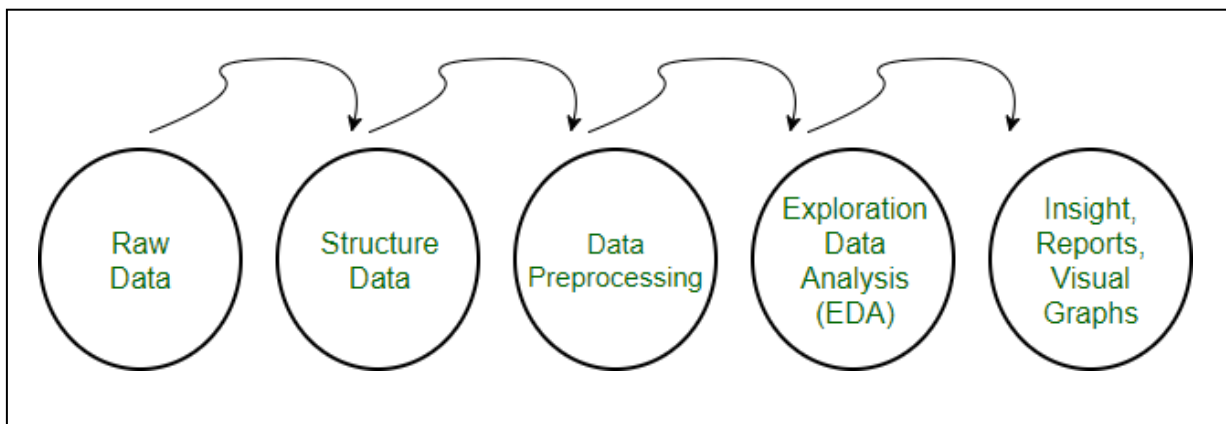 Raw
Data
Structure
Data
Data
Preprocessing
Exploration
Data
Analysis
(EDA)
Insight,
Reports,
Visual
Graphs